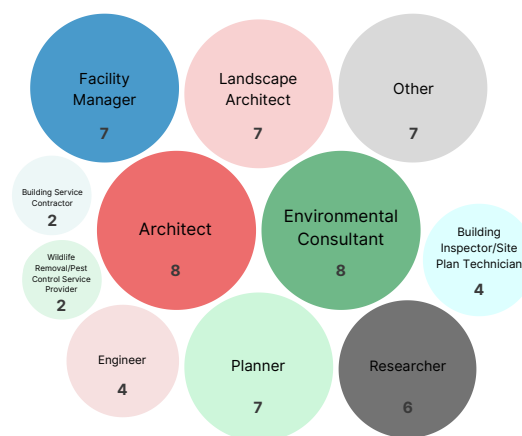 Facility
Manager
7
Landscape
Architect
7
Other
7
Building Service
Contractor
2
Architect
8
Environmental
Consultant
8
Building
Inspector/Site
Plan Technician
4
Wildlife
Removal/Pest
Control Service
Provider
2
Engineer
4
Planner
7
Researcher
6